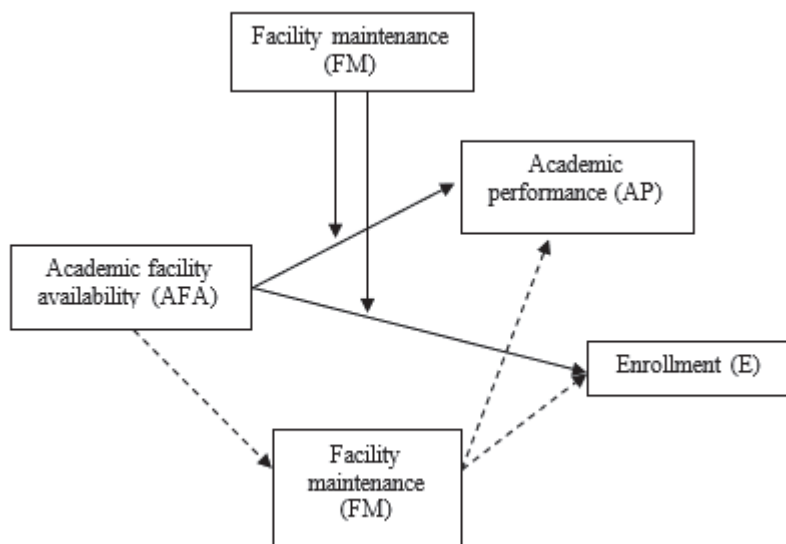 Facility maintenance
(FM)
Academic
performance (AP)
Academic facility
availability (AFA)
Enrollment (E)
Facility
maintenance
(FM)